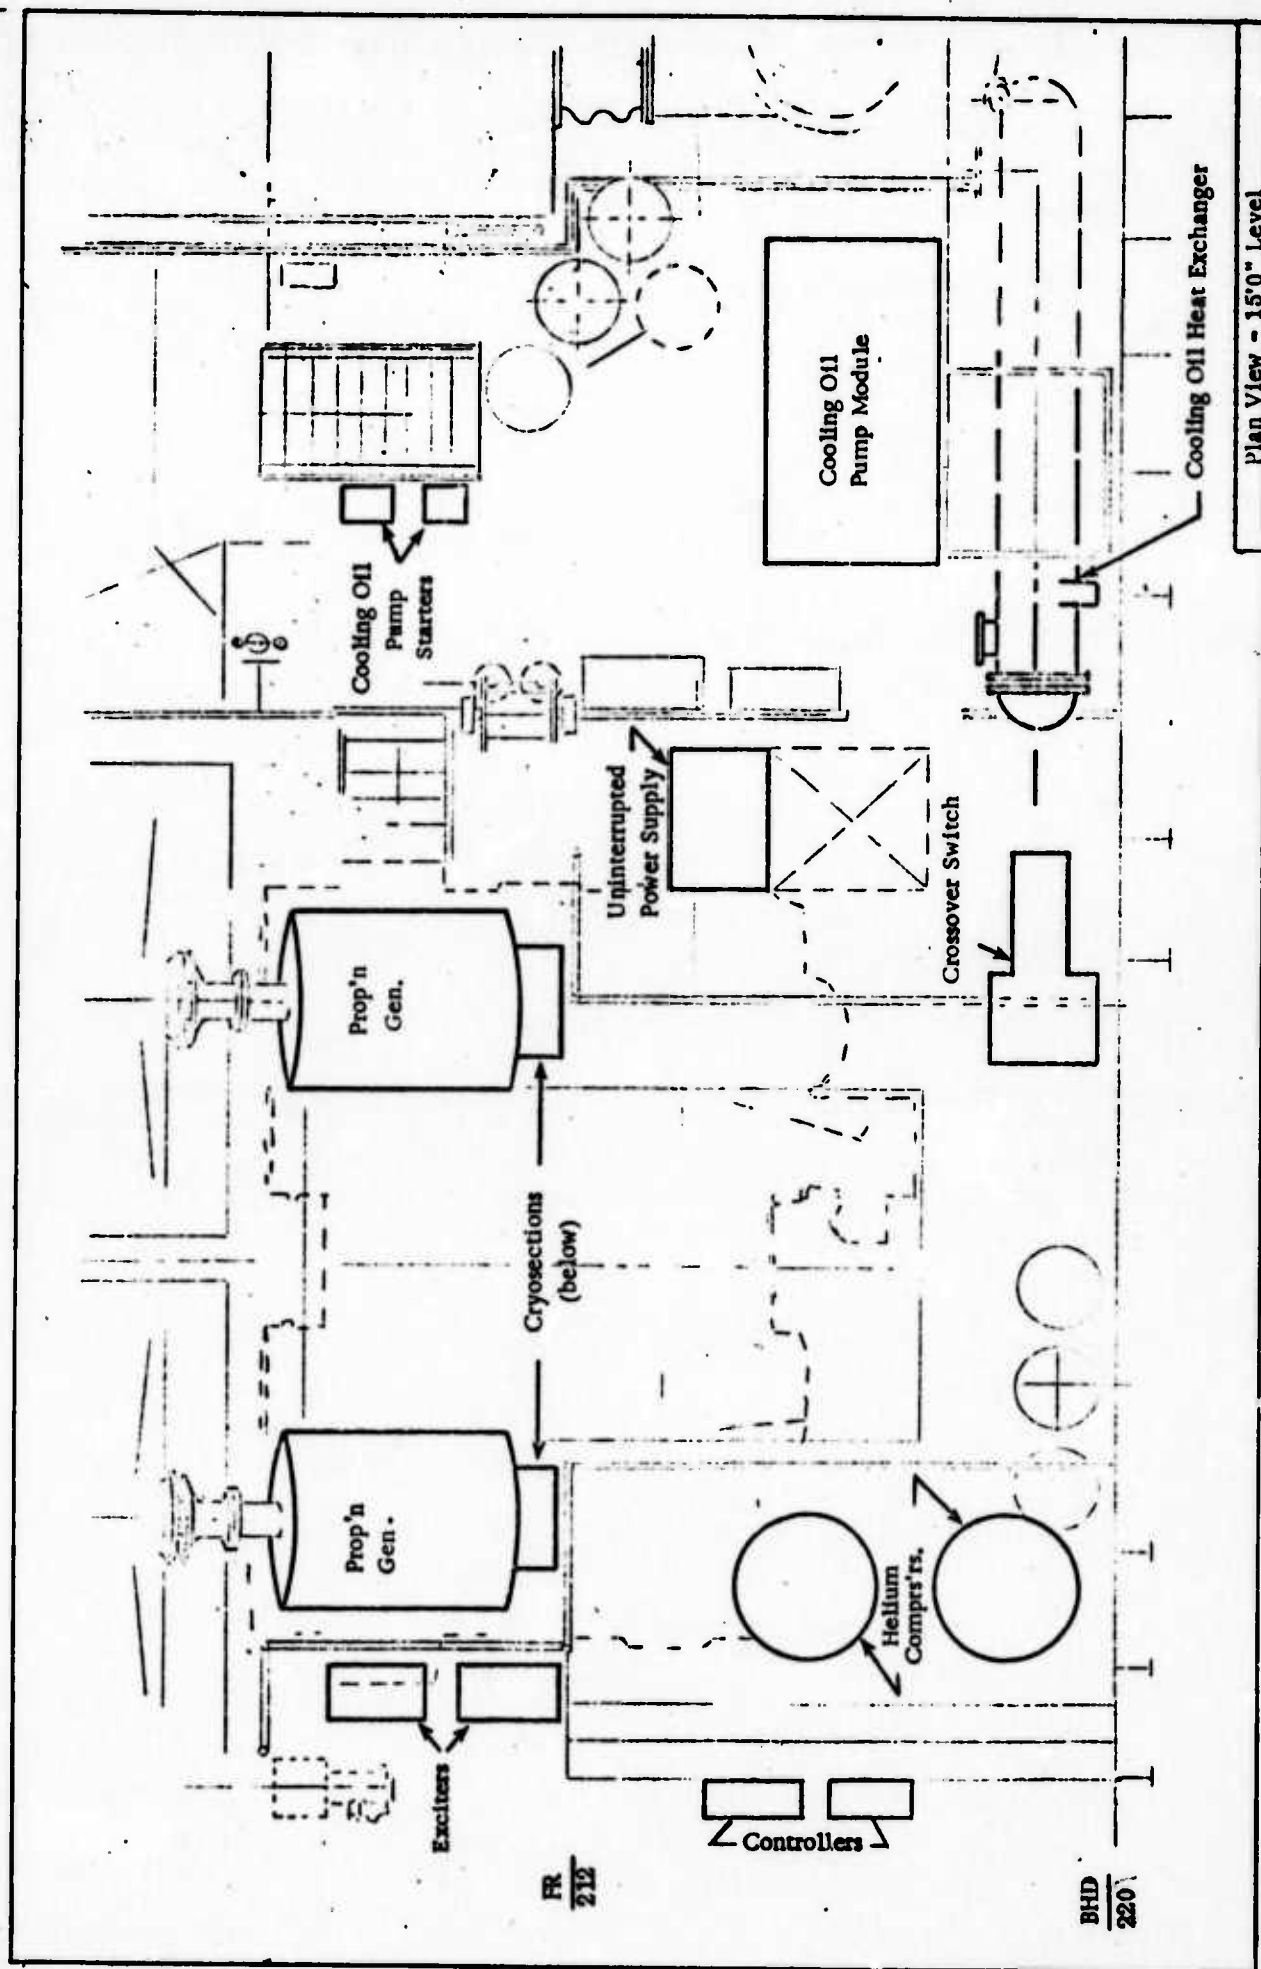 Cooling Oil
Pump
Starters
Cooling Oil
Pump Module
Cooling Oil Heat Exchanger
Plan View - 15'0" Level
Uninterrupted
Power Supply
Crossover Switch
Prop'n
Gen.
Cryosections
(below)
Prop'n
Gen.
Helium
Comprs'rs.
Exciters
Controllers
FR
212
BHD
220